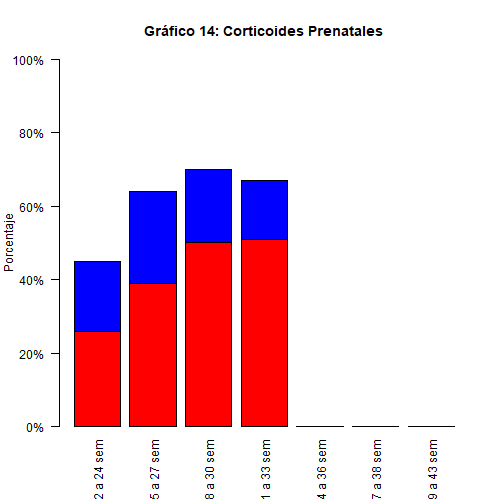 Gráfico 14: Corticoides Prenatales
100%
80%
60%
40%
20%
0%
Porcentaje
2 a 24 sem
5 a 27 sem
8 a 30 sem
1 a 33 sem
4 a 36 sem
7 a 38 sem
9 a 43 sem